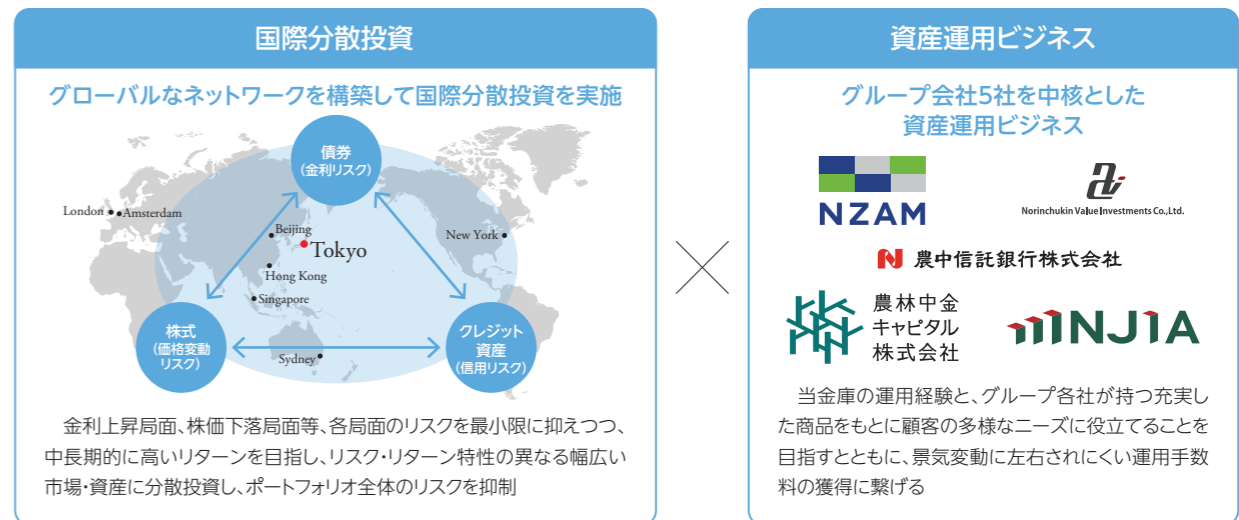 国際分散投資
グローバルなネットワークを構築して国際分散投資を実施
債券
(金利リスク)
London
Amsterdam
Beijing
Tokyo
New York
Hong Kong
Singapore
株式
(価格変動
リスク)
Sydney
クレジット
資産
(信用リスク)
金利上昇局面、株価下落局面等、各局面のリスクを最小限に抑えつつ、
中長期的に高いリターンを目指し、リスク・リターン特性の異なる幅広い
市場・資産に分散投資し、ポートフォリオ全体のリスクを抑制
資産運用ビジネス
グループ会社5社を中核とした
資産運用ビジネス
NZAM
Norinchukin Value Investments Co.,Ltd.
農中信託銀行株式会社
農林中金
キャピタル
株式会社
MINJIA
当金庫の運用経験と、グループ各社が持つ充実し
た商品をもとに顧客の多様なニーズに役立てることを
目指すとともに、景気変動に左右されにくい運用手数
料の獲得に繋げる